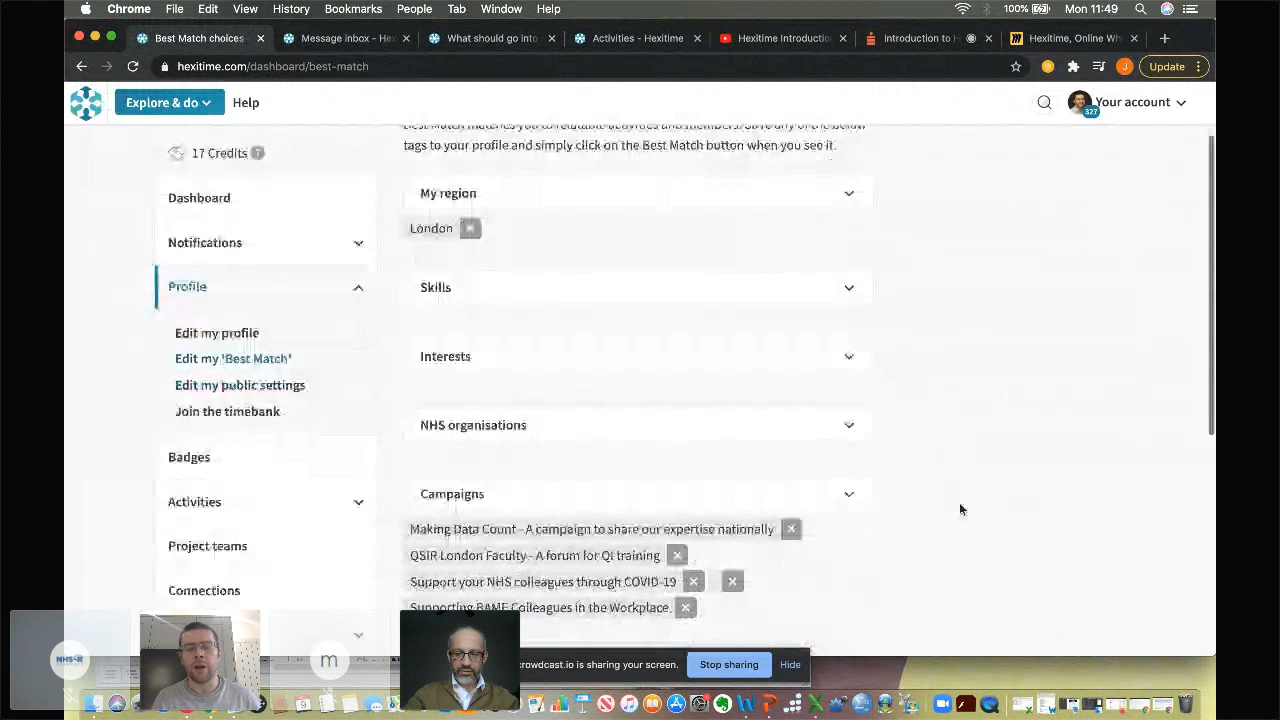 Chrome File Edit View History Bookmarks People Tab Window Help 100% Mon 11:49
Best Match choices Message inbox - He What should go into Activities - Hexitime Hexitime Introduction Introduction to H Hexitime, Online Wh
hexitime.com/dashboard/best-match Update
Explore & do Help Your account
327
tags to your profile and simply click on the Best Match button when you see it.
17 Credits
Dashboard
Notifications
Profile
Edit my profile
Edit my 'Best Match'
Edit my public settings
Join the timebank
Badges
Activities
Project teams
Connections
My region
London
Skills
Interests
NHS organisations
Campaigns
Making Data Count - A campaign to share our expertise nationally
QSIR London Faculty - A forum for QI training
Support your NHS colleagues through COVID-19
Supporting BAME Colleagues in the Workplace
crowdcast.io is sharing your screen. Stop sharing Hide
NHS-R
m